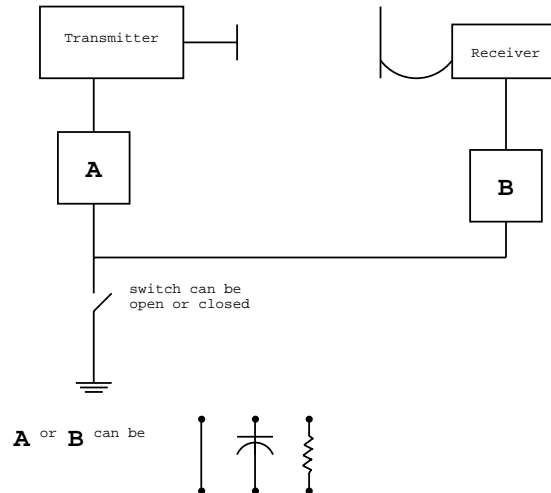 Transmitter
Receiver
A
B
switch can be
open or closed
A or B can be